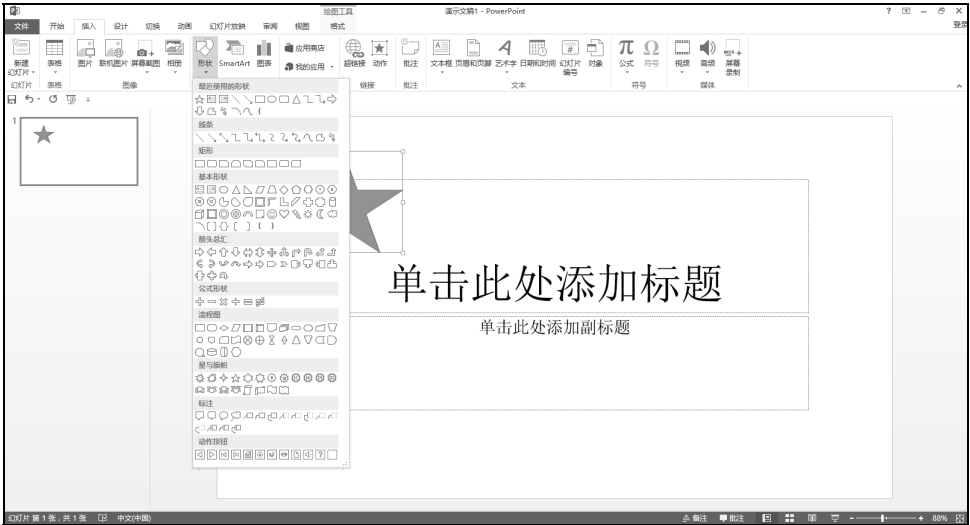 绘图工具
演示文稿1 - PowerPoint
文件 开始 插入 设计 切换 动画 幻灯片放映 审阅 视图 格式 登录
新建
幻灯片
表格
图片
联机图片
屏幕截图
相册
形状
SmartArt
图表
应用商店
我的应用
超链接
动作
批注
文本框
页眉和页脚
艺术字
日期和时间
幻灯片
编号
对象
公式
符号
视频
音频
屏幕
录制
幻灯片 表格 图像 链接 批注 文本 符号 媒体
最近使用的形状
线条
矩形
基本形状
箭头总汇
公式形状
流程图
星与旗帜
标注
动作按钮
1
单击此处添加标题
单击此处添加副标题
幻灯片 第 1 张，共 1 张 中文(中国) 备注 批注 88%